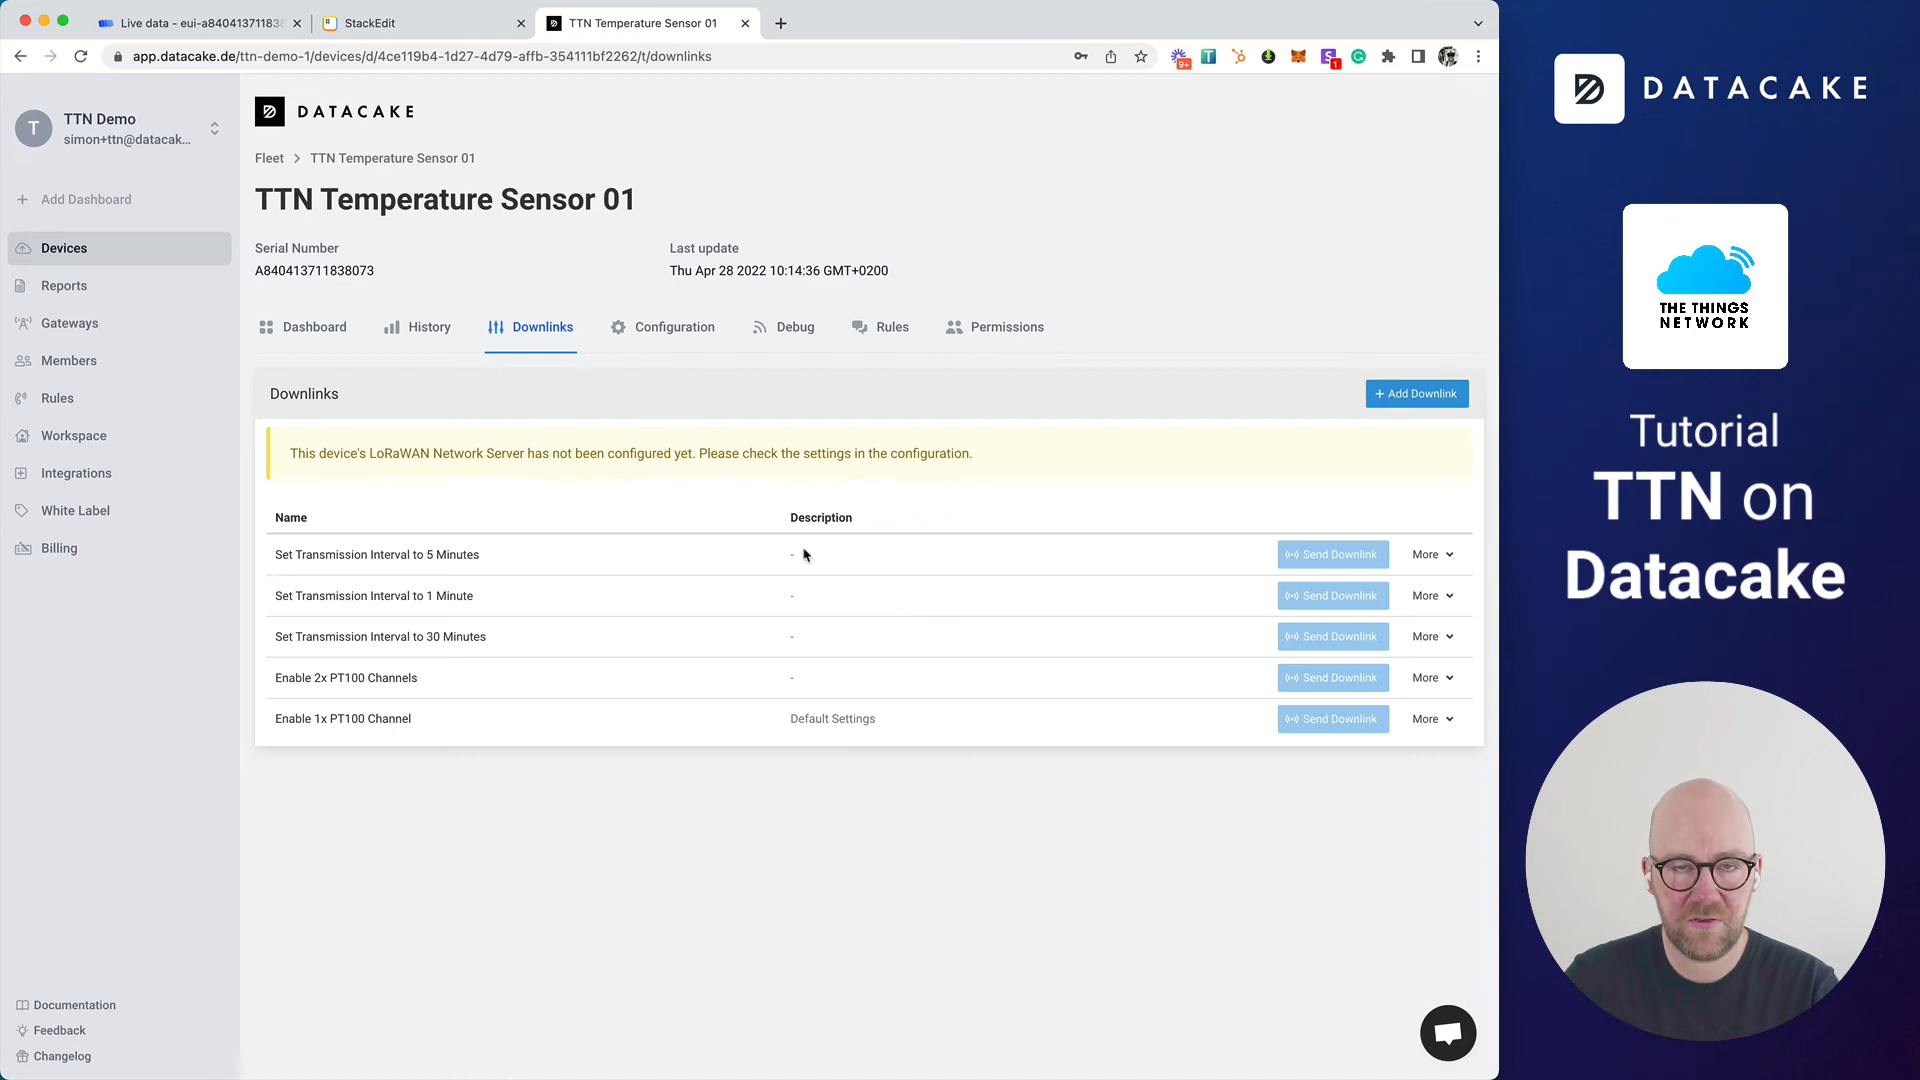 Live data - eui-a840413711838
StackEdit
TTN Temperature Sensor 01
app.datacake.de/ttn-demo-1/devices/d/4ce119b4-1d27-4d79-affb-354111bf2262/t/downlinks
9+
T
1
T
TTN Demo
simon+ttn@datacak...
Add Dashboard
Devices
Reports
Gateways
Members
Rules
Workspace
Integrations
White Label
Billing
Documentation
Feedback
Changelog
DATACAKE
Fleet > TTN Temperature Sensor 01
TTN Temperature Sensor 01
Serial Number
A840413711838073
Last update
Thu Apr 28 2022 10:14:36 GMT+0200
Dashboard
History
Downlinks
Configuration
Debug
Rules
Permissions
Downlinks
+ Add Downlink
This device's LoRaWAN Network Server has not been configured yet. Please check the settings in the configuration.
Name Description
Set Transmission Interval to 5 Minutes - Send Downlink More
Set Transmission Interval to 1 Minute - Send Downlink More
Set Transmission Interval to 30 Minutes - Send Downlink More
Enable 2x PT100 Channels - Send Downlink More
Enable 1x PT100 Channel Default Settings Send Downlink More
DATACAKE
THE THINGS
NETWORK
Tutorial
TTN on
Datacake